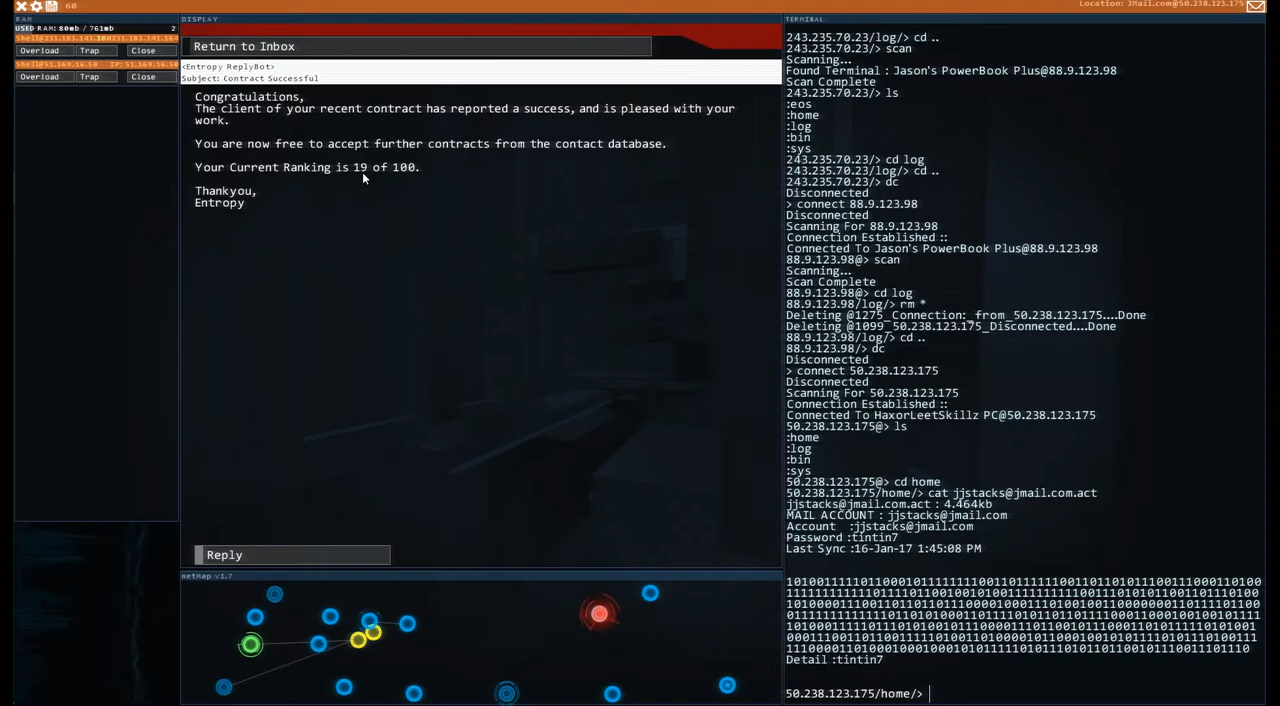 60
Location: JMail.com@50.238.123.175
RAM
USED RAM: 80mb / 761mb 2
Overload Trap Close
Shell@51.169.16.50 IP: 51.169.16.50
Overload Trap Close
DISPLAY
Return to Inbox
<Entropy ReplyBot>
Subject: Contract Successful
Congratulations,
The client of your recent contract has reported a success, and is pleased with your
work.
You are now free to accept further contracts from the contact database.
Your Current Ranking is 19 of 100.
Thankyou,
Entropy
Reply
netMap v1.7
TERMINAL
243.235.70.23/log/> cd ..
243.235.70.23/> scan
Scanning...
Found Terminal : Jason's PowerBook Plus@88.9.123.98
Scan Complete
243.235.70.23/> ls
:eos
:home
:log
:bin
:sys
243.235.70.23/> cd log
243.235.70.23/log/> cd ..
243.235.70.23/> dc
Disconnected
> connect 88.9.123.98
Disconnected
Scanning For 88.9.123.98
Connection Established ::
Connected To Jason's PowerBook Plus@88.9.123.98
88.9.123.98@> scan
Scanning...
Scan Complete
88.9.123.98@> cd log
88.9.123.98/log/> rm *
Deleting @1275_Connection:_from_50.238.123.175....Done
Deleting @1099_50.238.123.175_Disconnected....Done
88.9.123.98/log/> cd ..
88.9.123.98/> dc
Disconnected
> connect 50.238.123.175
Disconnected
Scanning For 50.238.123.175
Connection Established ::
Connected To HaxorLeetSkillz PC@50.238.123.175
50.238.123.175@> ls
:home
:log
:bin
:sys
50.238.123.175@> cd home
50.238.123.175/home/> cat jjstacks@jmail.com.act
jjstacks@jmail.com.act : 4.464kb
MAIL ACCOUNT : jjstacks@jmail.com
Account :jjstacks@jmail.com
Password :tintin7
Last Sync :16-Jan-17 1:45:08 PM
Detail :tintin7
50.238.123.175/home/>